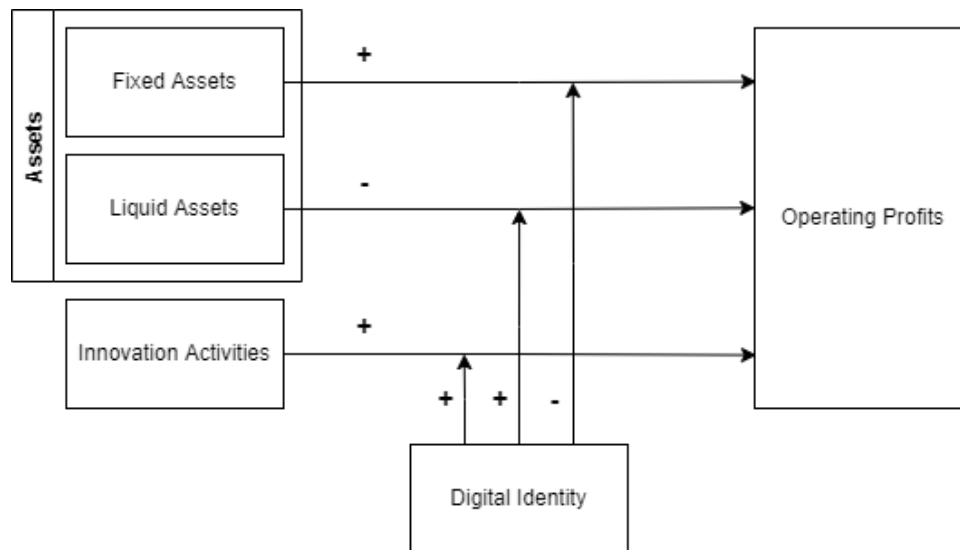 Assets
Fixed Assets
+
Liquid Assets
-
Operating Profits
Innovation Activities
+
+ + -
Digital Identity